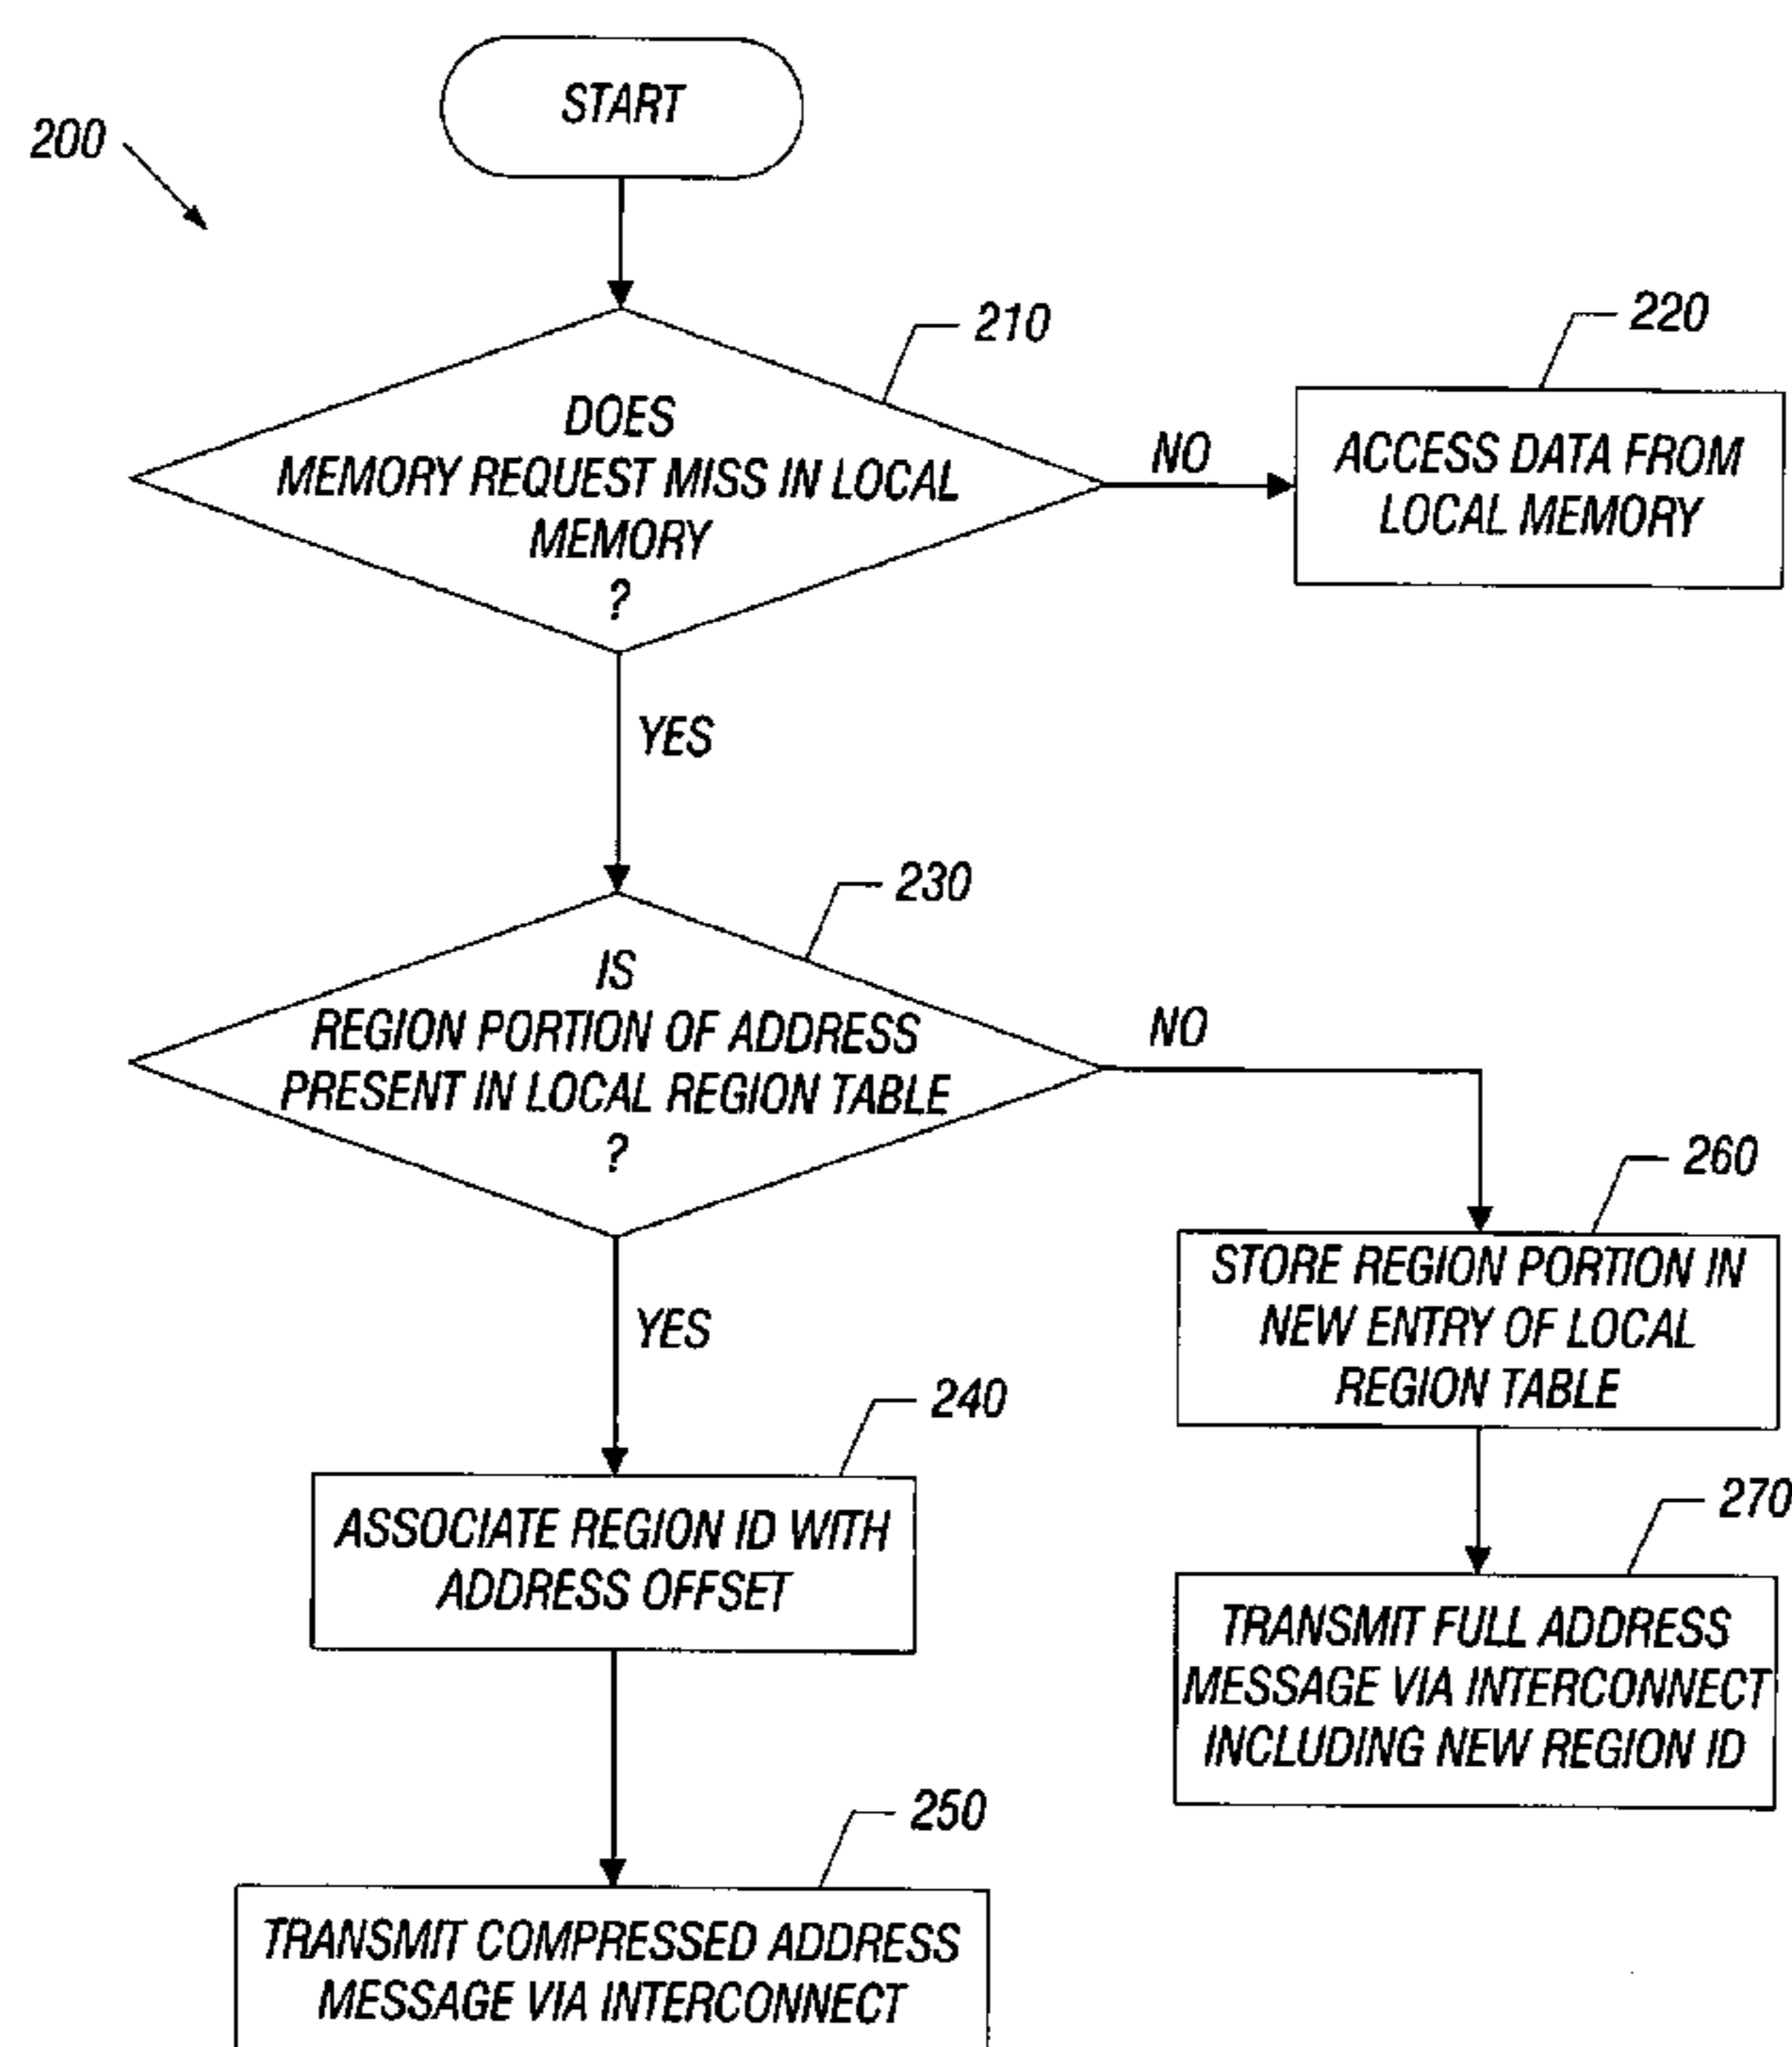 START
200
210
DOES
MEMORY REQUEST MISS IN LOCAL
MEMORY
?
NO
220
ACCESS DATA FROM
LOCAL MEMORY
YES
230
IS
REGION PORTION OF ADDRESS
PRESENT IN LOCAL REGION TABLE
?
NO
260
STORE REGION PORTION IN
NEW ENTRY OF LOCAL
REGION TABLE
YES
240
ASSOCIATE REGION ID WITH
ADDRESS OFFSET
270
TRANSMIT FULL ADDRESS
MESSAGE VIA INTERCONNECT
INCLUDING NEW REGION ID
250
TRANSMIT COMPRESSED ADDRESS
MESSAGE VIA INTERCONNECT